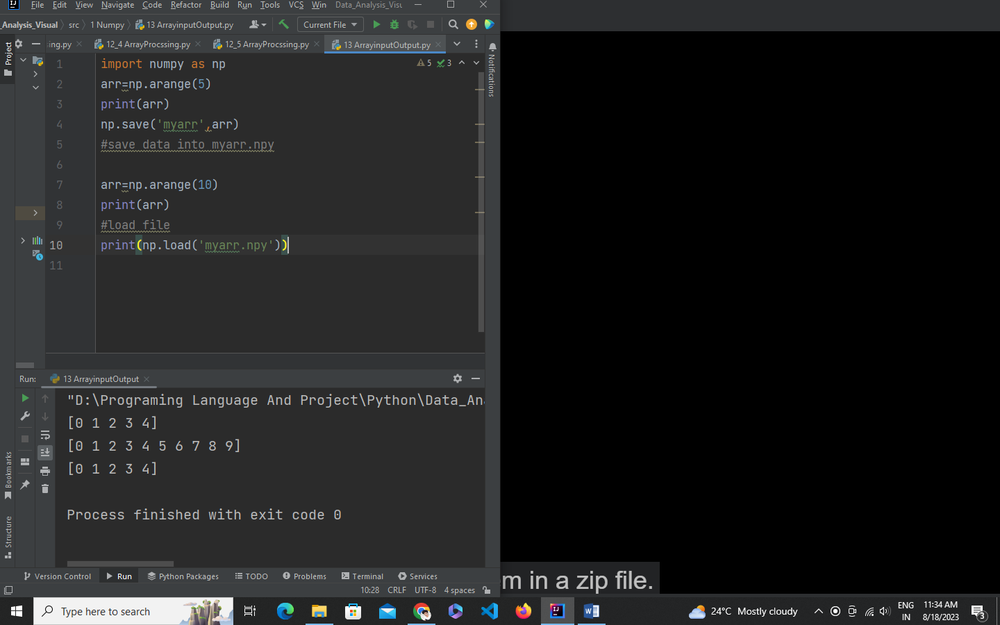 File Edit View Navigate Code Refactor Build Run Tools VCS Win Data_Analysis_Visu
_Analysis_Visual src 1 Numpy 13 ArrayinputOutput.py Current File
ing.py 12_4 ArrayProcssing.py 12_5 ArrayProcssing.py 13 ArrayinputOutput.py
Project
Notifications
5 3
1 import numpy as np
2 arr=np.arange(5)
3 print(arr)
4 np.save('myarr',arr)
5 #save data into myarr.npy
6
7 arr=np.arange(10)
8 print(arr)
9 #load file
10 print(np.load('myarr.npy'))
11
Run: 13 ArrayinputOutput
"D:\Programing Language And Project\Python\Data_Ana
[0 1 2 3 4]
[0 1 2 3 4 5 6 7 8 9]
[0 1 2 3 4]
Process finished with exit code 0
Bookmarks
Structure
Version Control Run Python Packages TODO Problems Terminal Services
10:28 CRLF UTF-8 4 spaces
em in a zip file.
Type here to search
24°C Mostly cloudy
ENG
IN
11:34 AM
8/18/2023
3